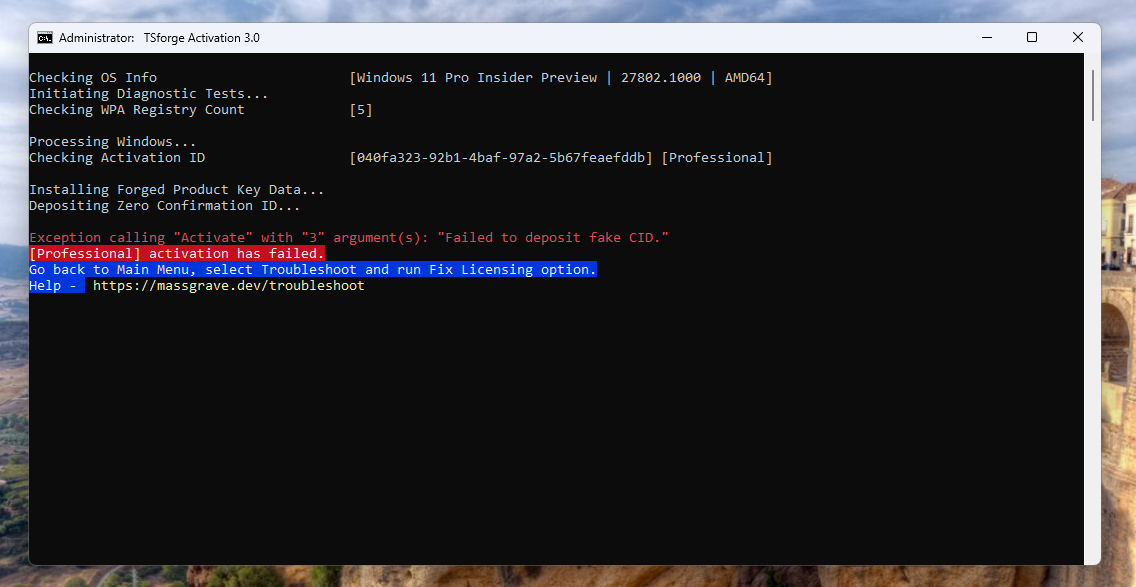 Administrator: TSforge Activation 3.0
Checking OS Info [Windows 11 Pro Insider Preview | 27802.1000 | AMD64]
Initiating Diagnostic Tests...
Checking WPA Registry Count [5]
Processing Windows...
Checking Activation ID [040fa323-92b1-4baf-97a2-5b67feaefddb] [Professional]
Installing Forged Product Key Data...
Depositing Zero Confirmation ID...
Exception calling "Activate" with "3" argument(s): "Failed to deposit fake CID."
[Professional] activation has failed.
Go back to Main Menu, select Troubleshoot and run Fix Licensing option.
Help - https://massgrave.dev/troubleshoot